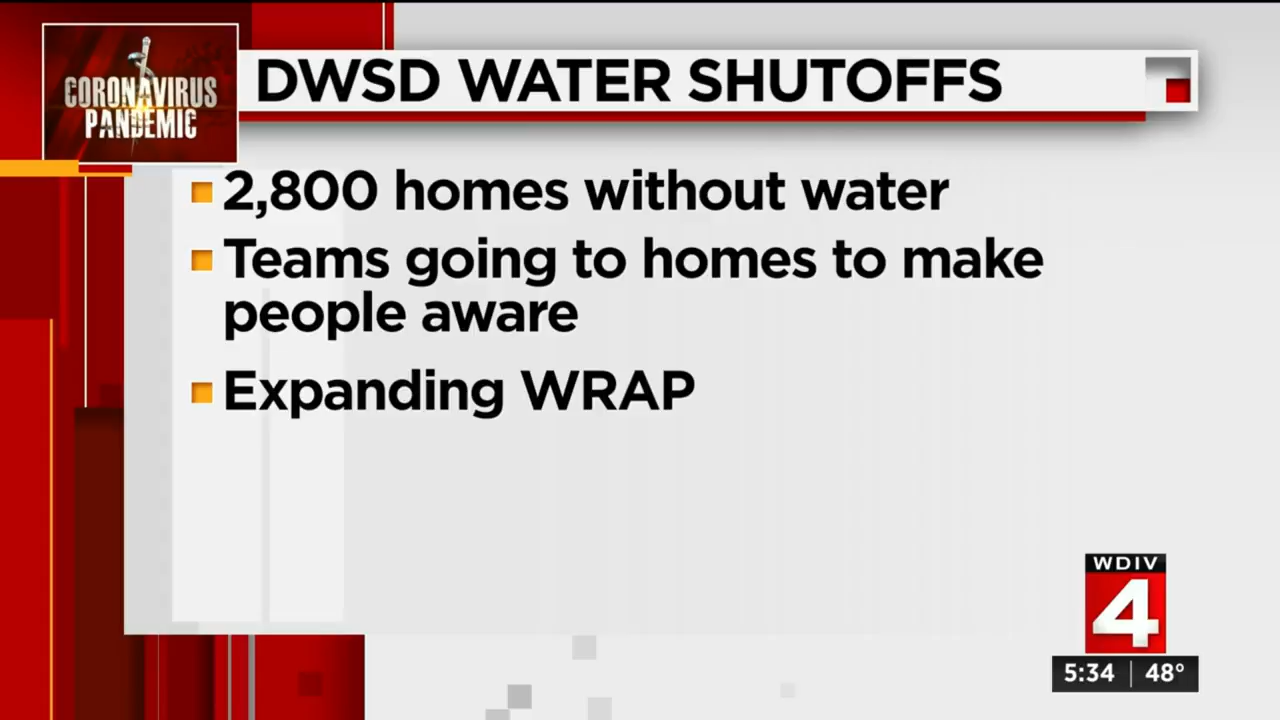 CORONAVIRUS
PANDEMIC
DWSD WATER SHUTOFFS
2,800 homes without water
Teams going to homes to make
people aware
Expanding WRAP
WDIV
4
5:34 | 48°